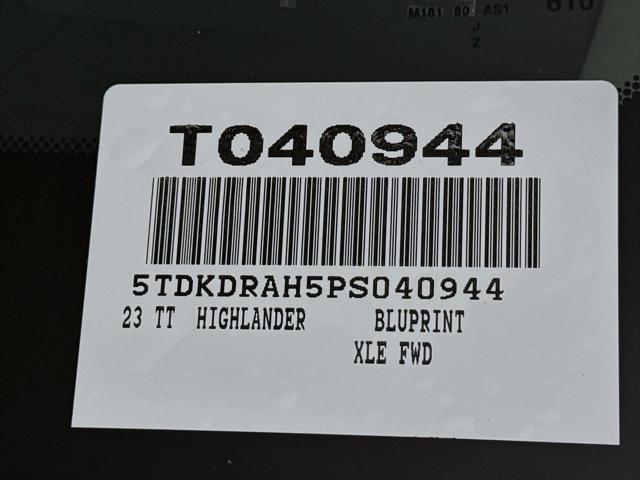 M181 80 AS1
J
Z
T040944
5TDKDRAH5PS040944
23 TT HIGHLANDER BLUPRINT
XLE FWD